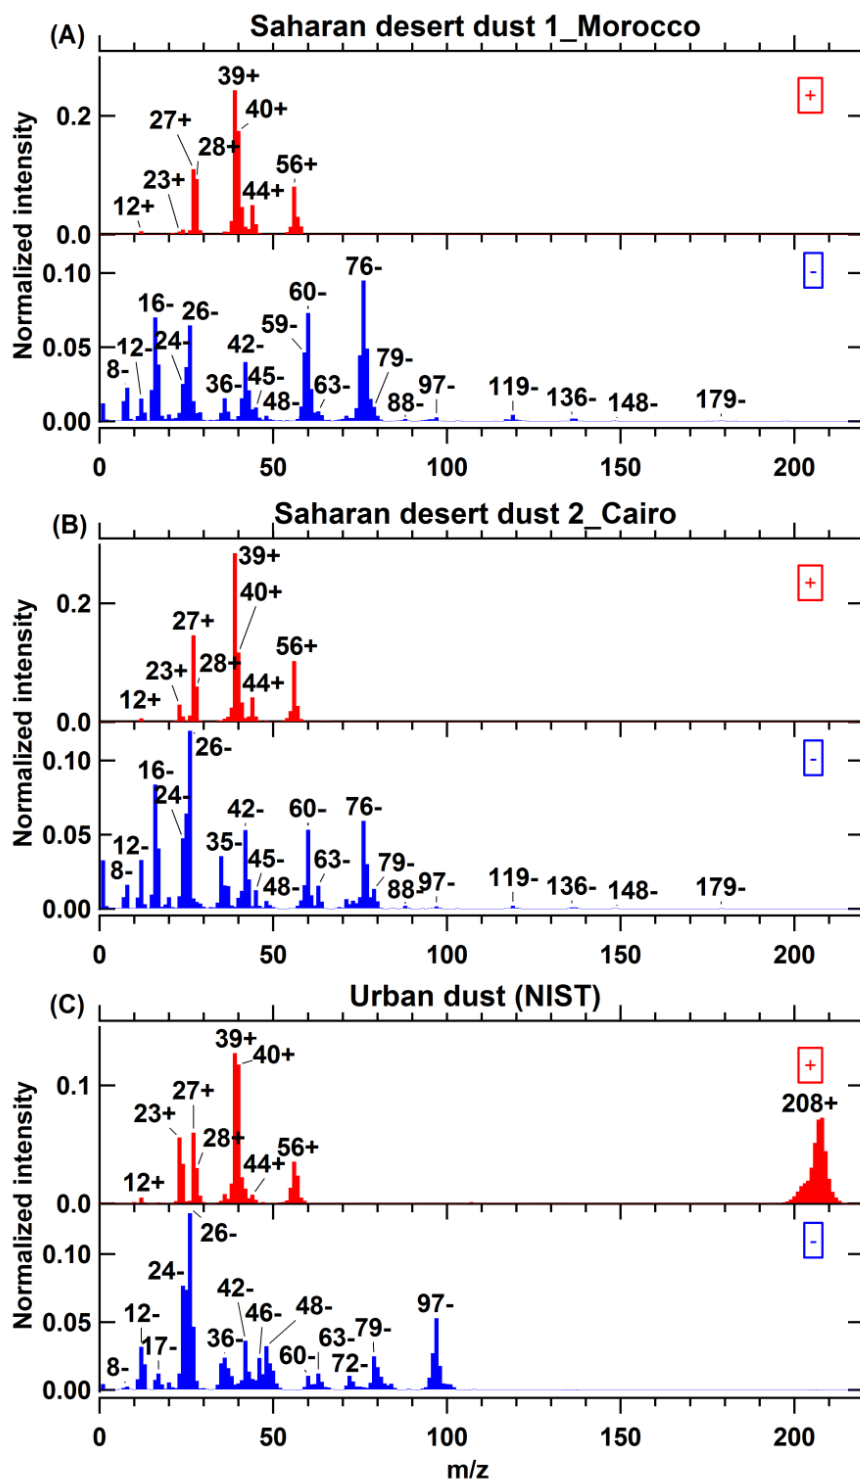 (A) Saharan desert dust 1_Morocco
Normalized intensity
0.2
0.0
12+ 23+ 27+ 28+ 39+ 40+ 44+ 56+
+
Normalized intensity
0.10
0.05
0.00
8- 12- 16- 24- 26- 36- 42- 45- 48- 59- 60- 63- 76- 79- 88- 97- 119- 136- 148- 179-
-
0 50 100 150 200
(B) Saharan desert dust 2_Cairo
Normalized intensity
0.2
0.0
12+ 23+ 27+ 28+ 39+ 40+ 44+ 56+
+
Normalized intensity
0.10
0.05
0.00
8- 12- 16- 24- 26- 35- 42- 45- 48- 60- 63- 76- 79- 88- 97- 119- 136- 148- 179-
-
0 50 100 150 200
(C) Urban dust (NIST)
Normalized intensity
0.1
0.0
12+ 23+ 27+ 28+ 39+ 40+ 44+ 56+ 208+
+
Normalized intensity
0.10
0.05
0.00
8- 12- 17- 24- 26- 36- 42- 46- 48- 60- 63- 72- 79- 97-
-
0 50 100 150 200
m/z